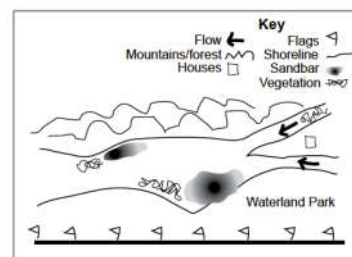 Key
Flow Flags
Mountains/forest Shoreline
Houses Sandbar
Vegetation
Waterland Park